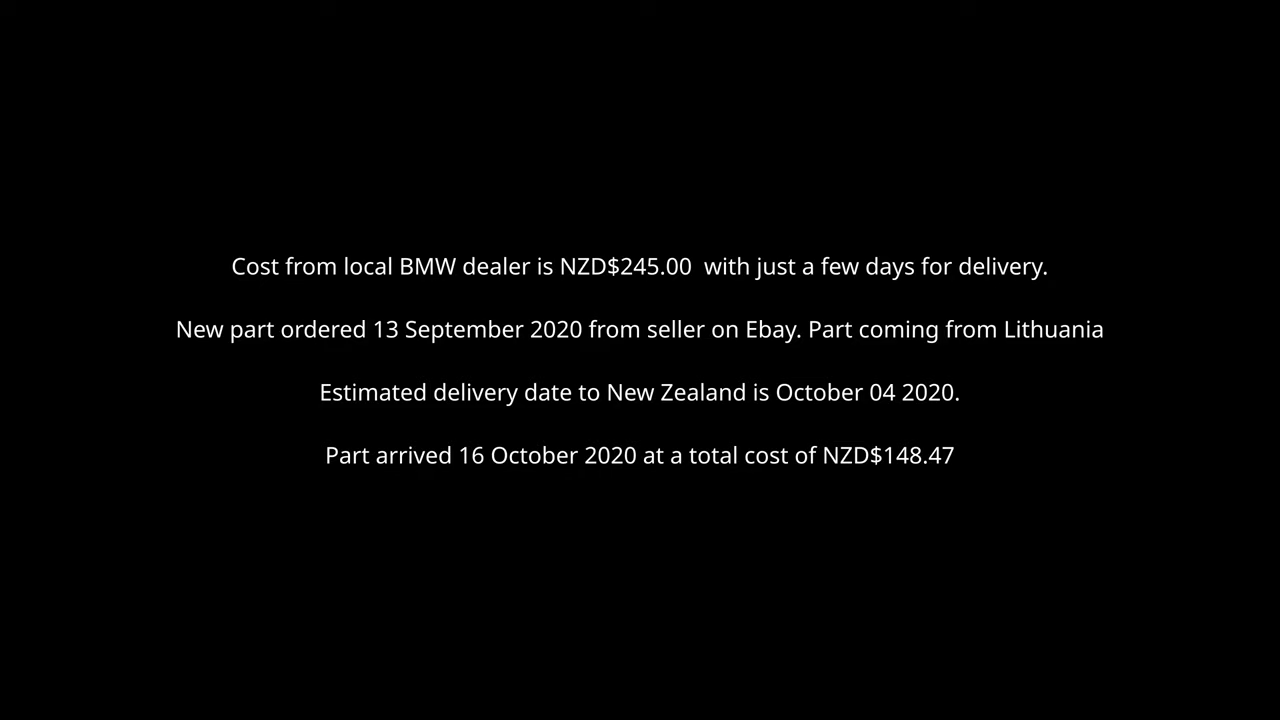 Cost from local BMW dealer is NZD$245.00  with just a few days for delivery.
New part ordered 13 September 2020 from seller on Ebay. Part coming from Lithuania
Estimated delivery date to New Zealand is October 04 2020.
Part arrived 16 October 2020 at a total cost of NZD$148.47